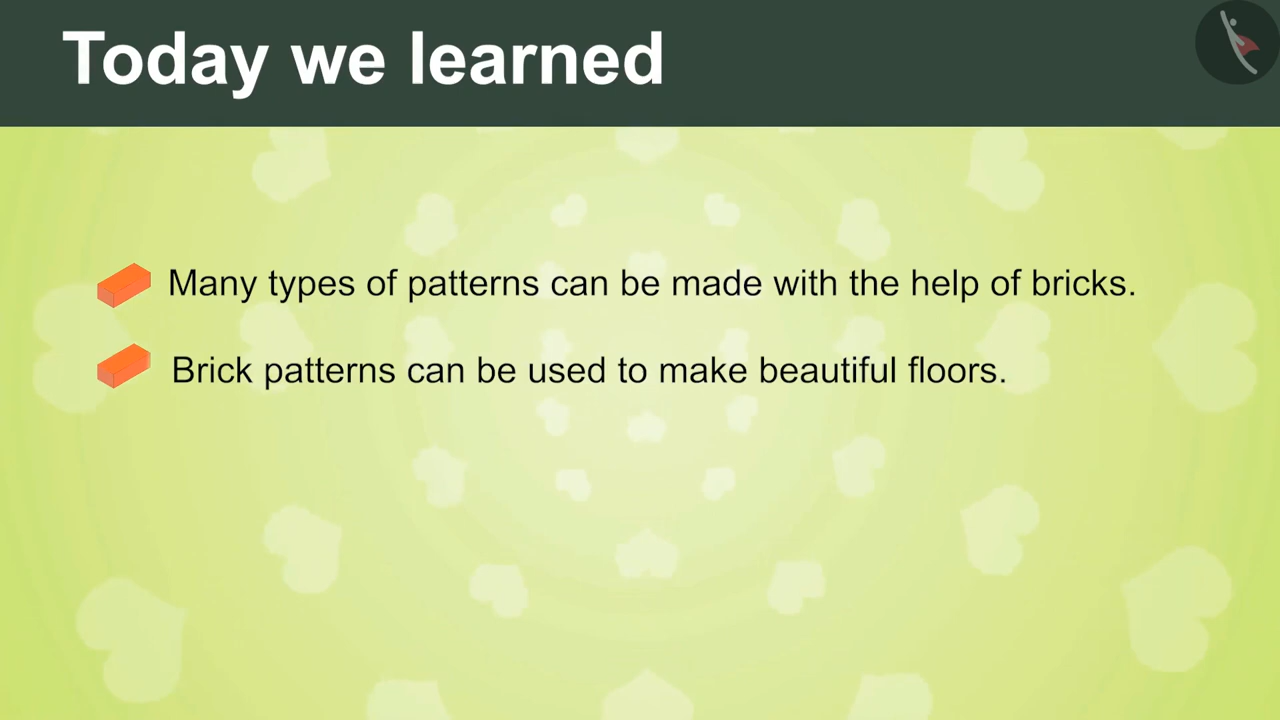 Today we learned
Many types of patterns can be made with the help of bricks.
Brick patterns can be used to make beautiful floors.